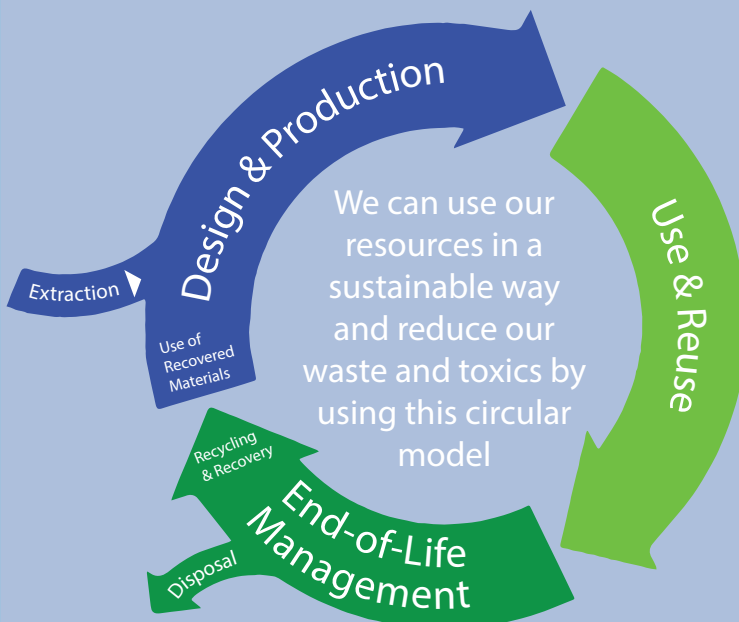 Design & Production
Extraction
Use of
Recovered
Materials
Use & Reuse
We can use our
resources in a
sustainable way
and reduce our
waste and toxics by
using this circular
model
Recycling
& Recovery
End-of-Life
Management
Disposal